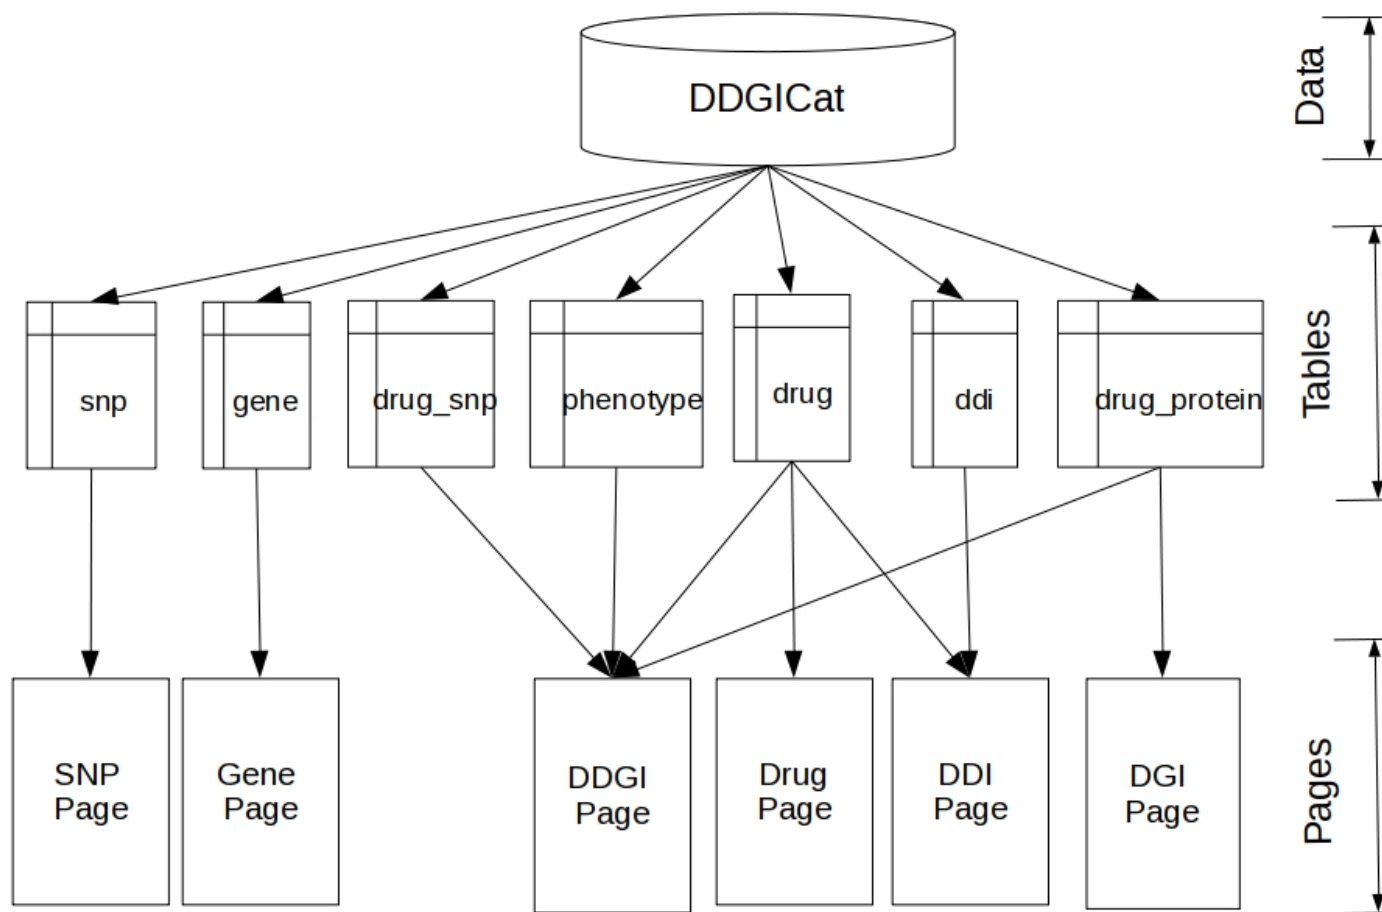 DDGICat
Data
snp
gene
drug_snp
phenotype
drug
ddi
drug_protein
Tables
SNP
Page
Gene
Page
DDGI
Page
Drug
Page
DDI
Page
DGI
Page
Pages